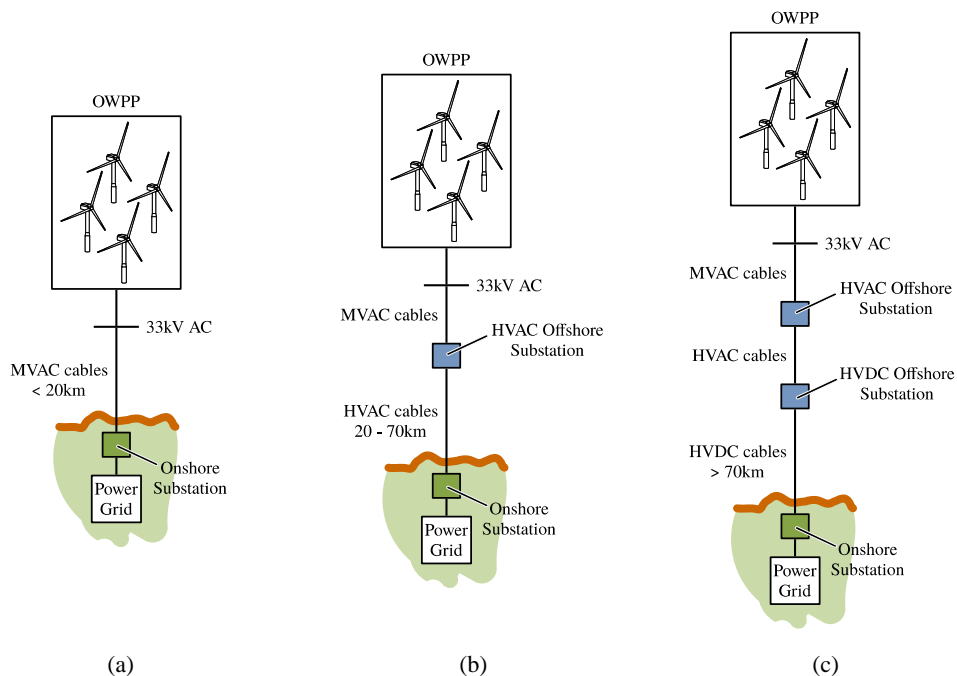 OWPP
33kV AC
MVAC cables
< 20km
Onshore
Substation
Power
Grid
(a)
OWPP
33kV AC
MVAC cables
HVAC Offshore
Substation
HVAC cables
20 - 70km
Onshore
Substation
Power
Grid
(b)
OWPP
33kV AC
MVAC cables
HVAC Offshore
Substation
HVAC cables
HVDC Offshore
Substation
HVDC cables
> 70km
Onshore
Substation
Power
Grid
(c)